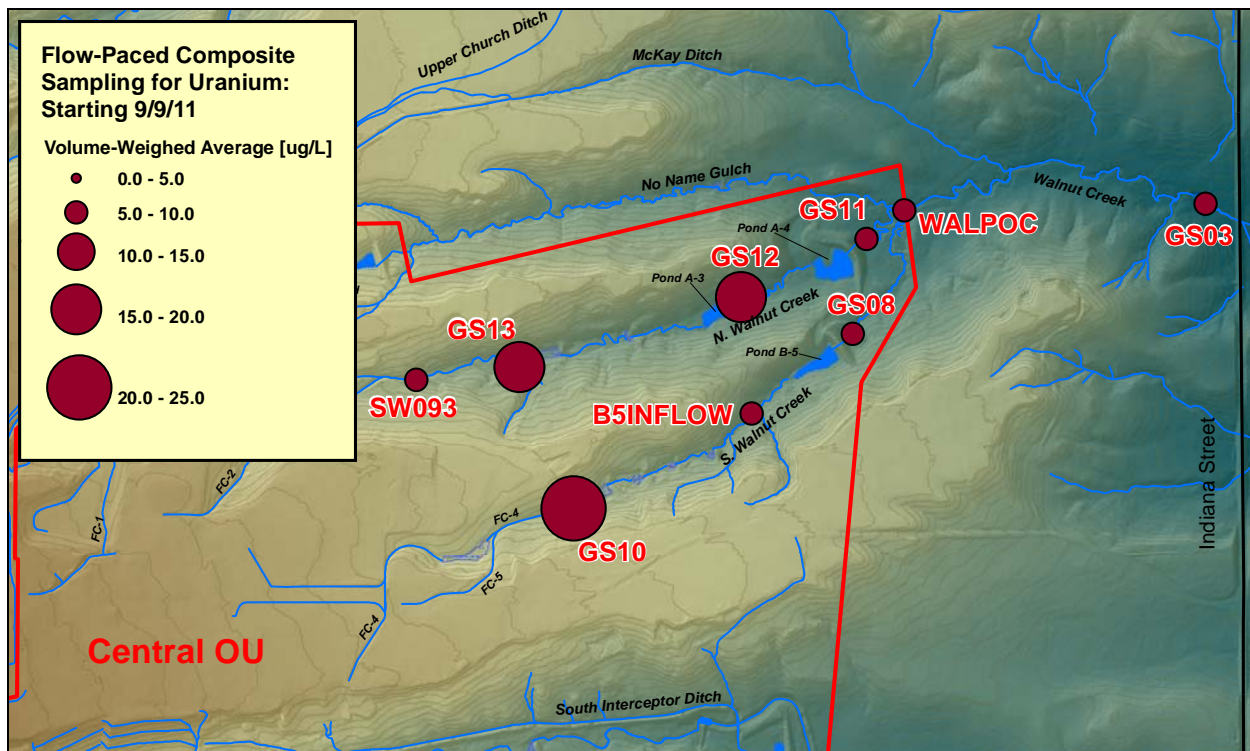 Flow-Paced Composite
Sampling for Uranium:
Starting 9/9/11
Volume-Weighed Average [ug/L]
0.0 - 5.0
5.0 - 10.0
10.0 - 15.0
15.0 - 20.0
20.0 - 25.0
Upper Church Ditch
McKay Ditch
No Name Gulch
Walnut Creek
GS11
WALPOC
GS03
Pond A-4
GS12
Pond A-3
N. Walnut Creek
GS08
GS13
Pond B-5
SW093
B5INFLOW
S. Walnut Creek
Indiana Street
FC-2
FC-1
FC-4
GS10
FC-5
FC-4
Central OU
South Interceptor Ditch